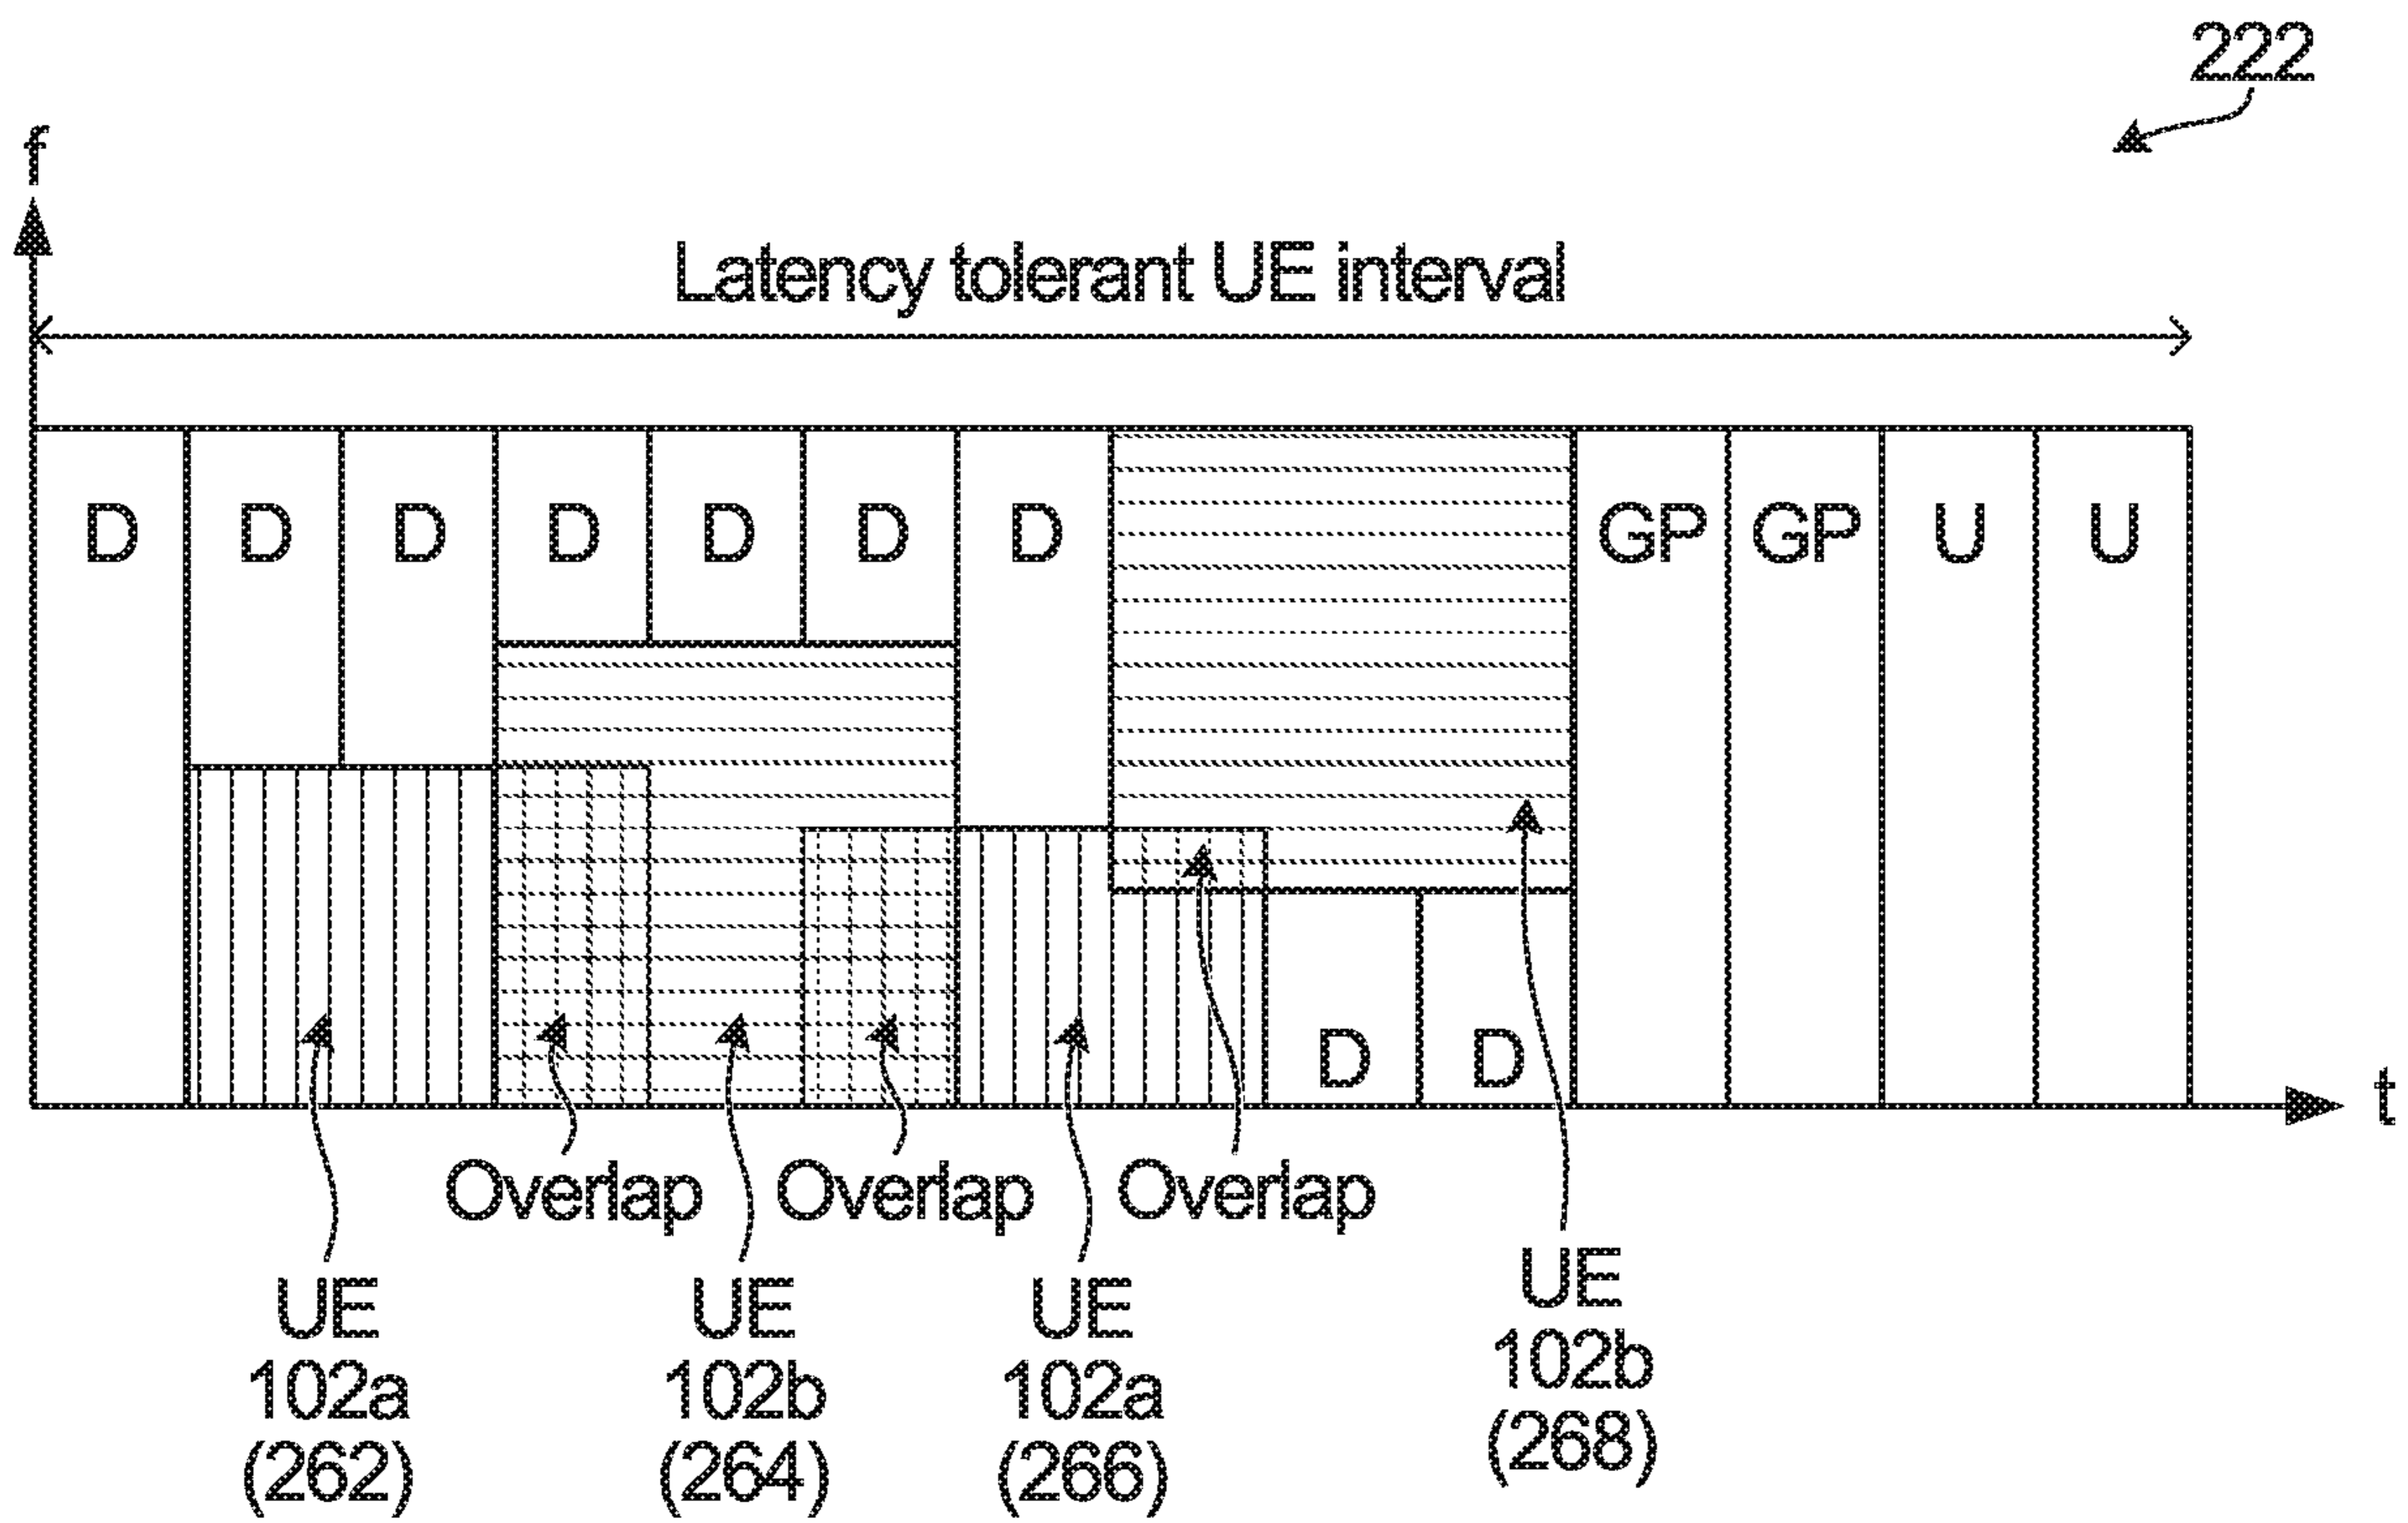 222
f
Latency tolerant UE interval
D D D D D D D GP GP U U
D D
t
Overlap Overlap Overlap
UE 102a (262)
UE 102b (264)
UE 102a (266)
UE 102b (268)